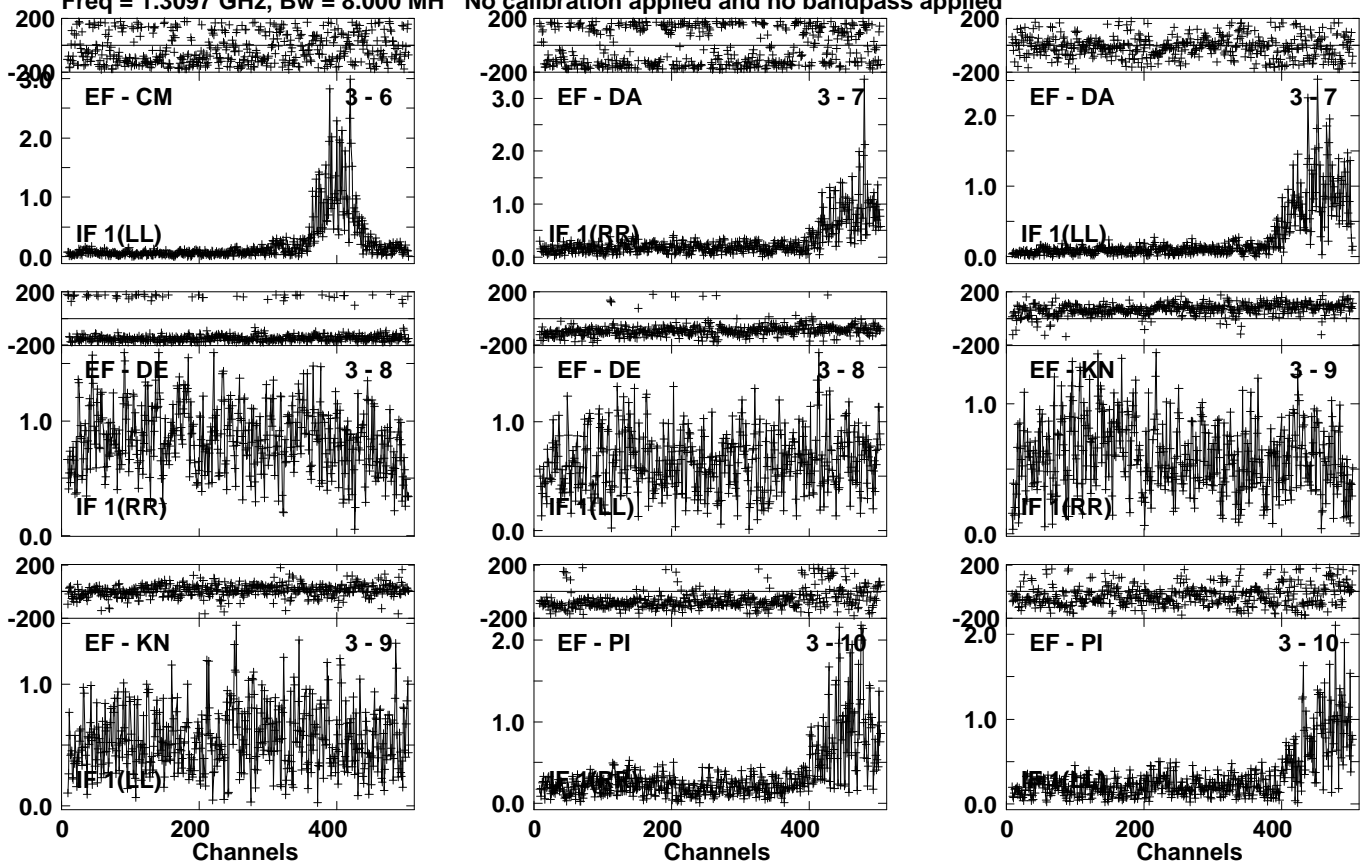 Freq = 1.3097 GHz, Bw = 8.000 MH No calibration applied and no bandpass applied
200
-200
3.0
2.0
1.0
0.0
EF - CM
3 - 6
IF 1(LL)
200
-200
3.0
2.0
1.0
0.0
EF - DA
3 - 7
IF 1(RR)
200
-200
2.0
1.0
0.0
EF - DA
3 - 7
IF 1(LL)
200
-200
1.0
0.0
EF - DE
3 - 8
IF 1(RR)
200
-200
1.0
0.0
EF - DE
3 - 8
IF 1(LL)
200
-200
1.0
0.0
EF - KN
3 - 9
IF 1(RR)
200
-200
1.0
0.0
EF - KN
3 - 9
IF 1(LL)
0 200 400
Channels
200
-200
2.0
1.0
0.0
EF - PI
3 - 10
IF 1(RR)
0 200 400
Channels
200
-200
2.0
1.0
0.0
EF - PI
3 - 10
IF 1(LL)
0 200 400
Channels